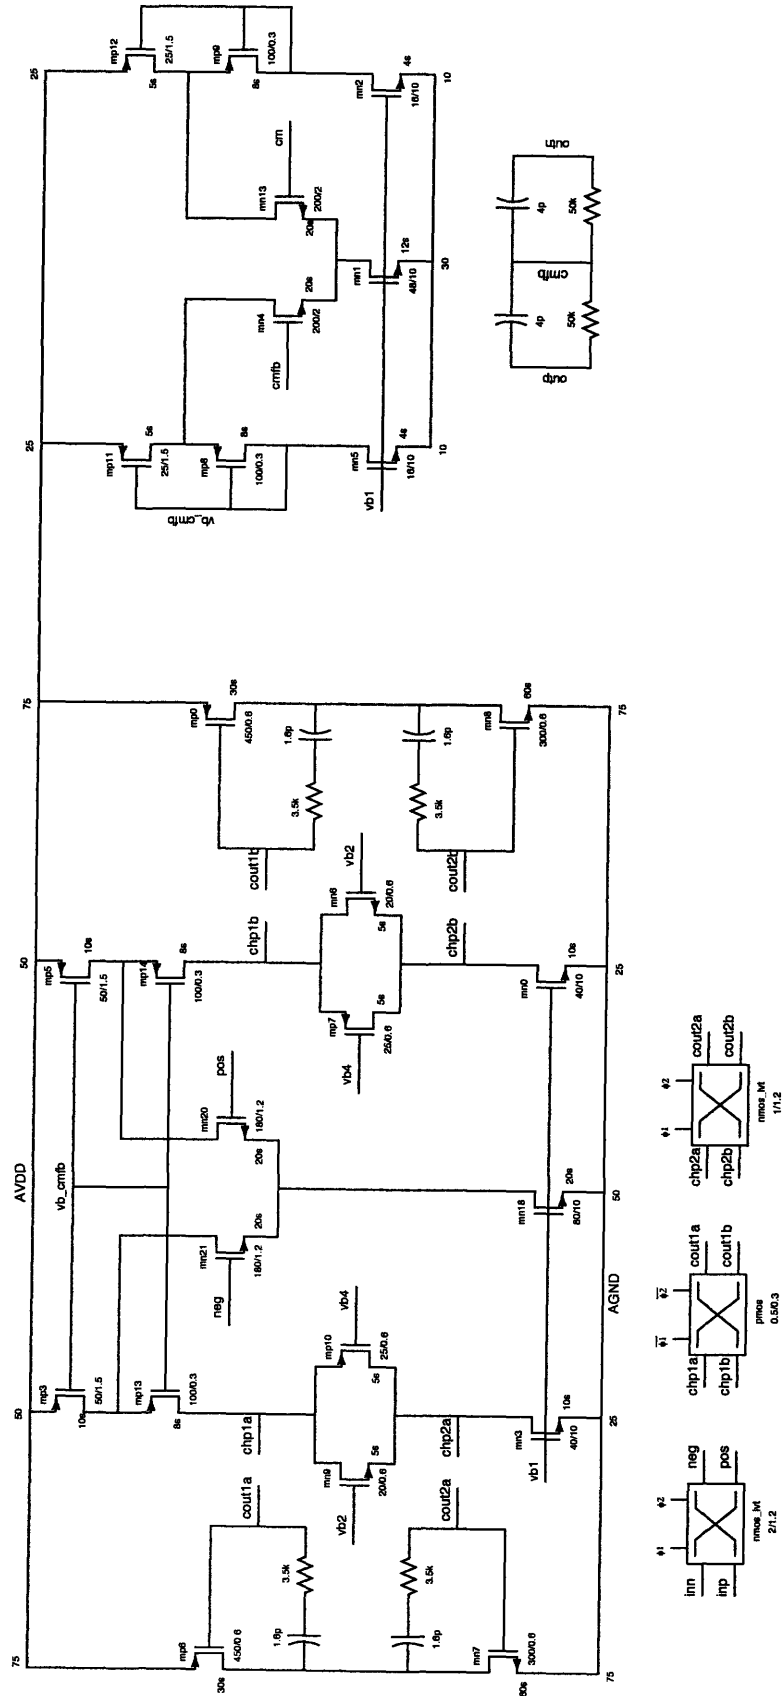 75
50
AVDD
50
75
25
25
mp6
450/0.6
30s
cout1a
1.6p
3.5k
3.5k
1.6p
cout2a
mn7
300/0.6
60s
75
mp3
50/1.5
10s
mp13
100/0.3
8s
chp1a
vb2
mn9
20/0.6
5s
mp10
25/0.6
5s
vb4
chp2a
mn3
40/10
10s
vb1
25
vb_cmfb
neg
mn21
180/1.2
20s
mn20
180/1.2
20s
pos
mn18
80/10
20s
50
AGND
mp5
50/1.5
10s
mp14
100/0.3
8s
chp1b
vb4
mp7
25/0.6
5s
mn6
20/0.6
5s
vb2
chp2b
mn0
40/10
10s
25
mp0
450/0.6
30s
cout1b
3.5k
1.6p
3.5k
1.6p
cout2b
mn8
300/0.6
60s
75
vb_cmfb
mp11
25/1.5
5s
mp8
100/0.3
8s
cmfb
mn4
200/2
20s
mn13
200/2
20s
cm
mp12
25/1.5
5s
mp9
100/0.3
8s
vb1
mn5
16/10
4s
10
mn1
48/10
12s
30
mn2
16/10
4s
10
outp
4p
50k
cmfb
4p
50k
outn
inn
inp
ϕ1
ϕ2
neg
pos
nmos_lvt
2/1.2
chp1a
chp1b
ϕ1
ϕ2
cout1a
cout1b
pmos
0.5/0.3
chp2a
chp2b
ϕ1
ϕ2
cout2a
cout2b
nmos_lvt
1/1.2